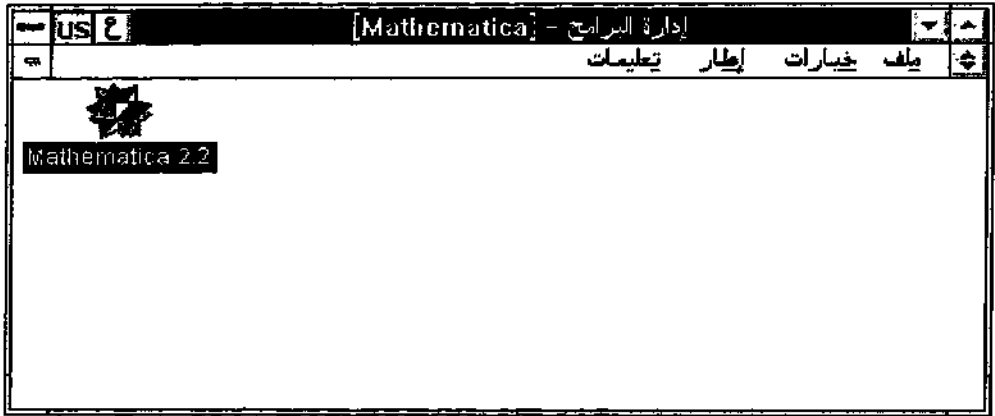 US ع إدارة البرامج - [Mathematica]
ملف خيارات إطار تعليمات
Mathematica 2.2